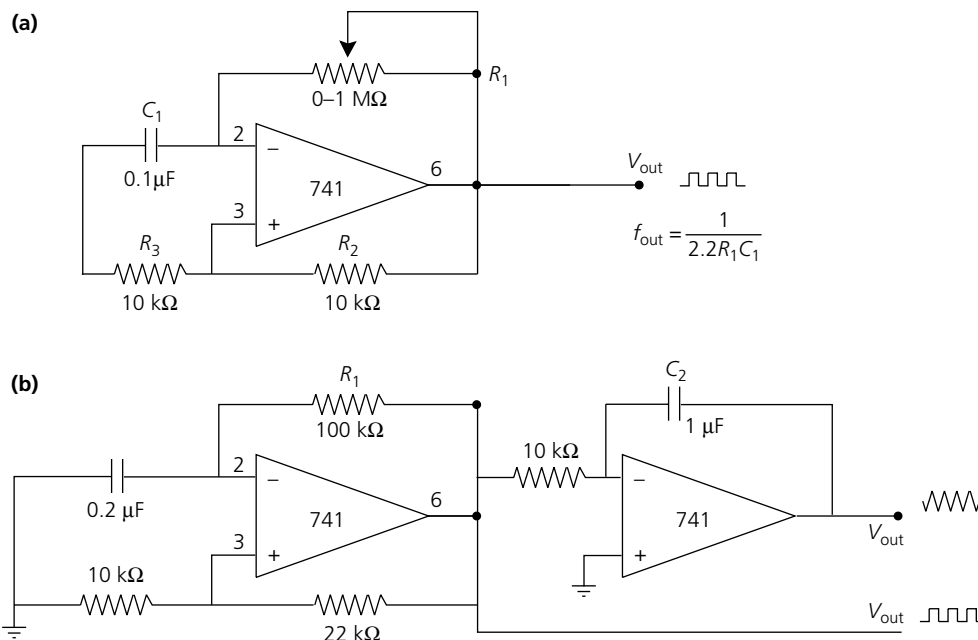 (a)
R1
0–1 MΩ
C1
0.1µF
2
−
741
6
3
+
R3
10 kΩ
R2
10 kΩ
Vout
fout = 1 / 2.2R1C1
(b)
R1
100 kΩ
C2
1 µF
10 kΩ
0.2 µF
2
−
741
6
3
+
10 kΩ
22 kΩ
−
741
+
Vout
Vout